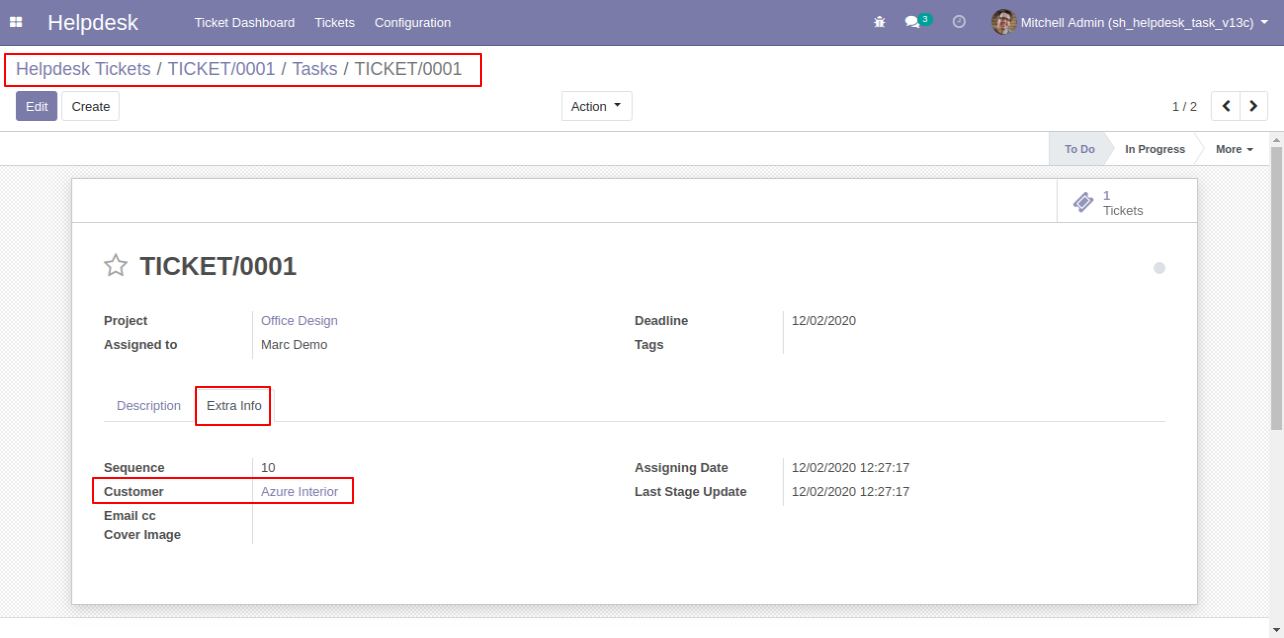 Helpdesk Ticket Dashboard Tickets Configuration 3 Mitchell Admin (sh_helpdesk_task_v13c)
Helpdesk Tickets / TICKET/0001 / Tasks / TICKET/0001
Edit Create Action 1 / 2
To Do In Progress More
1
Tickets
TICKET/0001
Project Office Design Deadline 12/02/2020
Assigned to Marc Demo Tags
Description Extra Info
Sequence 10 Assigning Date 12/02/2020 12:27:17
Customer Azure Interior Last Stage Update 12/02/2020 12:27:17
Email cc
Cover Image